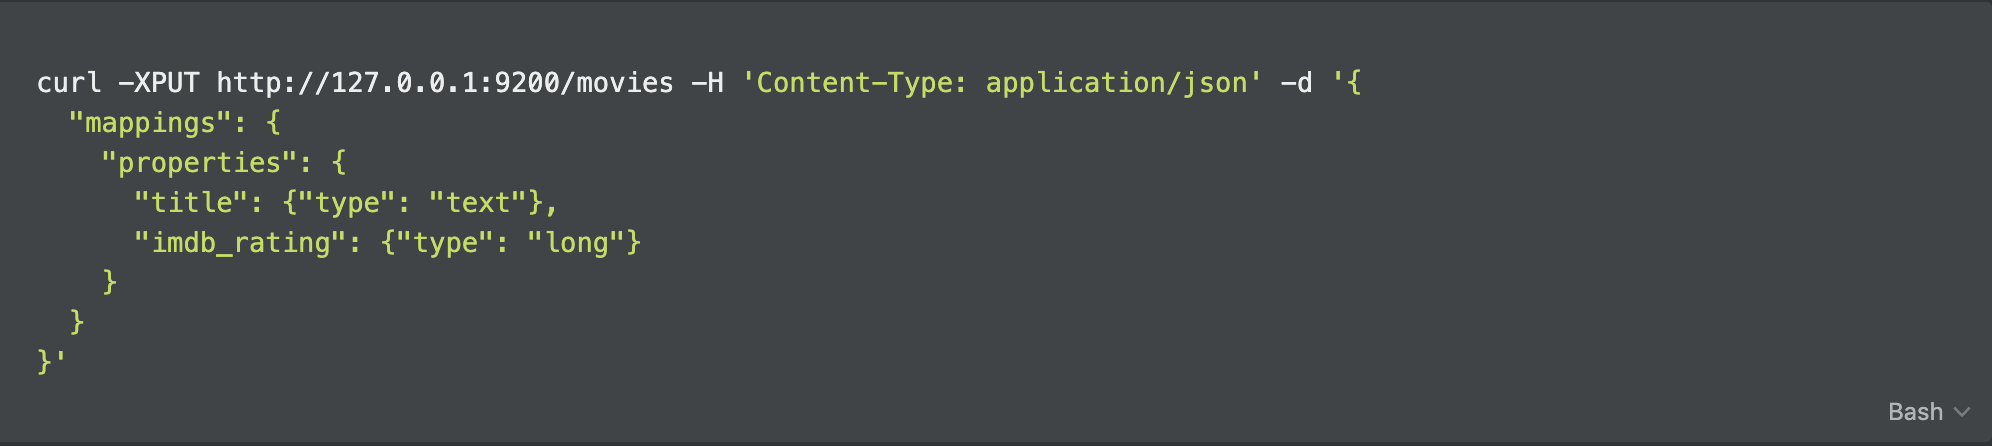 curl -XPUT http://127.0.0.1:9200/movies -H 'Content-Type: application/json' -d '{
  "mappings": {
    "properties": {
      "title": {"type": "text"},
      "imdb_rating": {"type": "long"}
    }
  }
}'
Bash